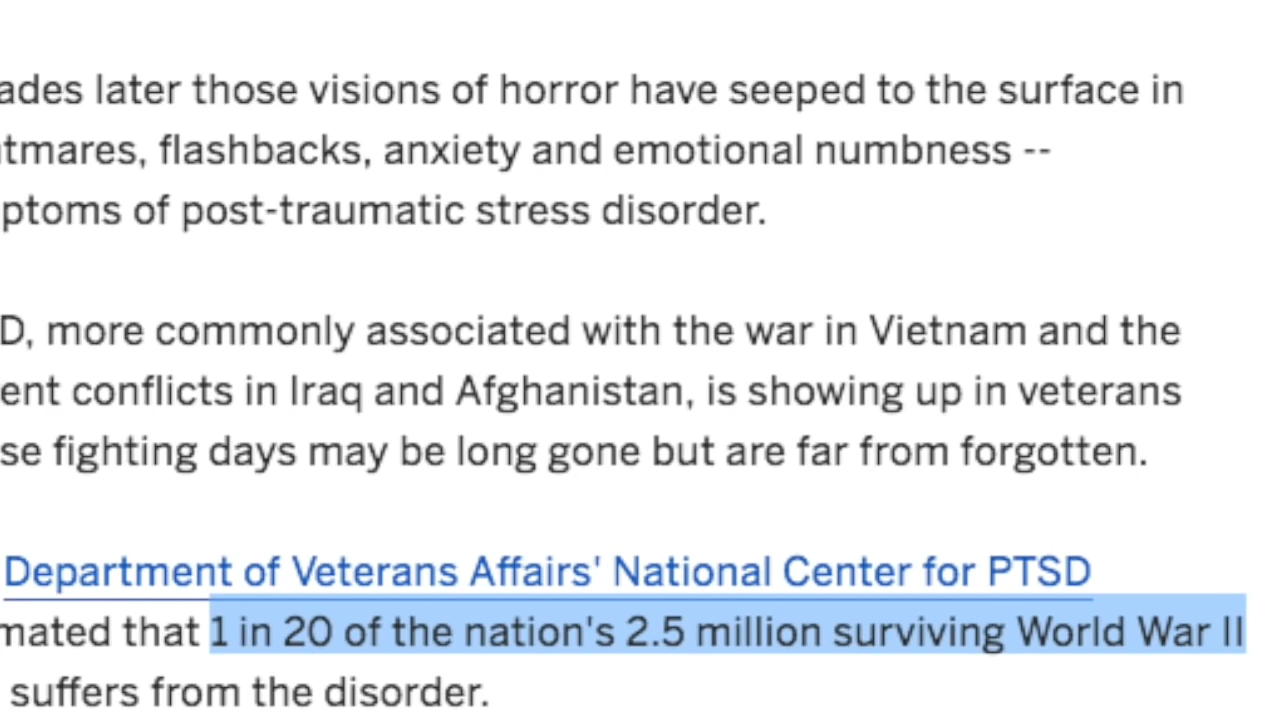 ades later those visions of horror have seeped to the surface in
tmares, flashbacks, anxiety and emotional numbness --
ptoms of post-traumatic stress disorder.
D, more commonly associated with the war in Vietnam and the
ent conflicts in Iraq and Afghanistan, is showing up in veterans
se fighting days may be long gone but are far from forgotten.
Department of Veterans Affairs' National Center for PTSD
mated that 1 in 20 of the nation's 2.5 million surviving World War II
suffers from the disorder.